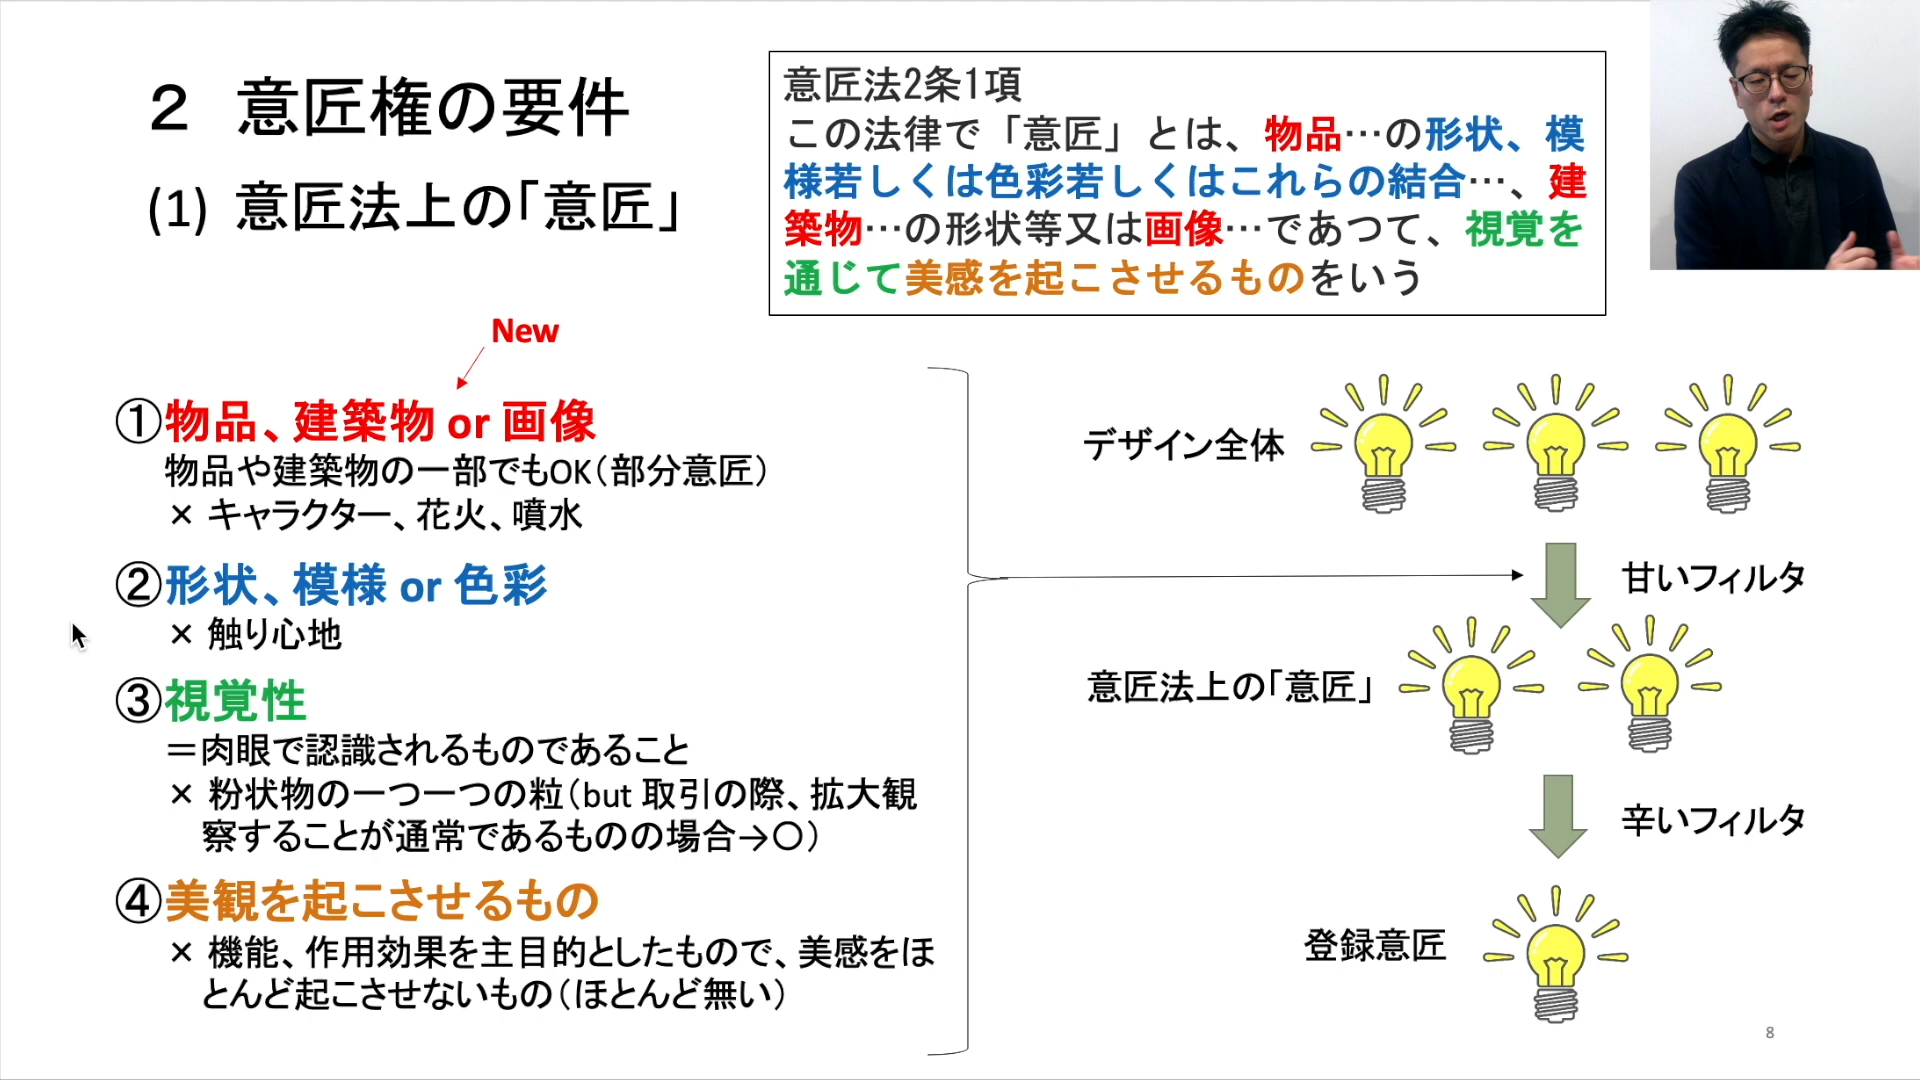 ２ 意匠権の要件
(1) 意匠法上の「意匠」
意匠法2条1項
この法律で「意匠」とは、物品…の形状、模
様若しくは色彩若しくはこれらの結合…、建
築物…の形状等又は画像…であつて、視覚を
通じて美感を起こさせるものをいう
New
①物品、建築物 or 画像
物品や建築物の一部でもOK（部分意匠）
× キャラクター、花火、噴水
②形状、模様 or 色彩
× 触り心地
③視覚性
＝肉眼で認識されるものであること
× 粉状物の一つ一つの粒（but 取引の際、拡大観
察することが通常であるものの場合→〇）
④美観を起こさせるもの
× 機能、作用効果を主目的としたもので、美感をほ
とんど起こさせないもの（ほとんど無い）
デザイン全体
甘いフィルタ
意匠法上の「意匠」
辛いフィルタ
登録意匠
8